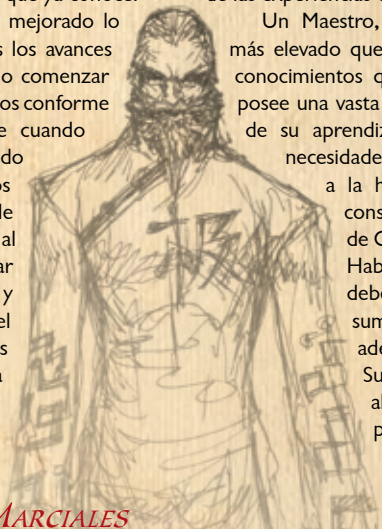 que ya conoces.
mejorado lo
los avances
o comenzar
os conforme
e cuando
do
os
de
al
ar
y
el
s
a
MARCIALES
de las experiencias
Un Maestro,
más elevado que
conocimientos q
posee una vasta
de su aprendiz
necesidade
a la h
cons
de C
Hab
debe
sum
ade
Su
al
p